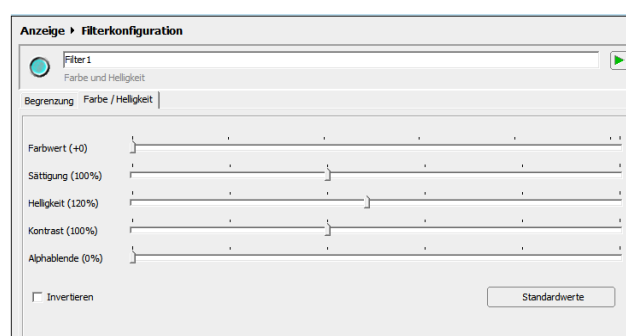 Anzeige ▸ Filterkonfiguration
Filter1
Farbe und Helligkeit
Begrenzung Farbe / Helligkeit
Farbwert (+0)
Sättigung (100%)
Helligkeit (120%)
Kontrast (100%)
Alphablende (0%)
Invertieren Standardwerte